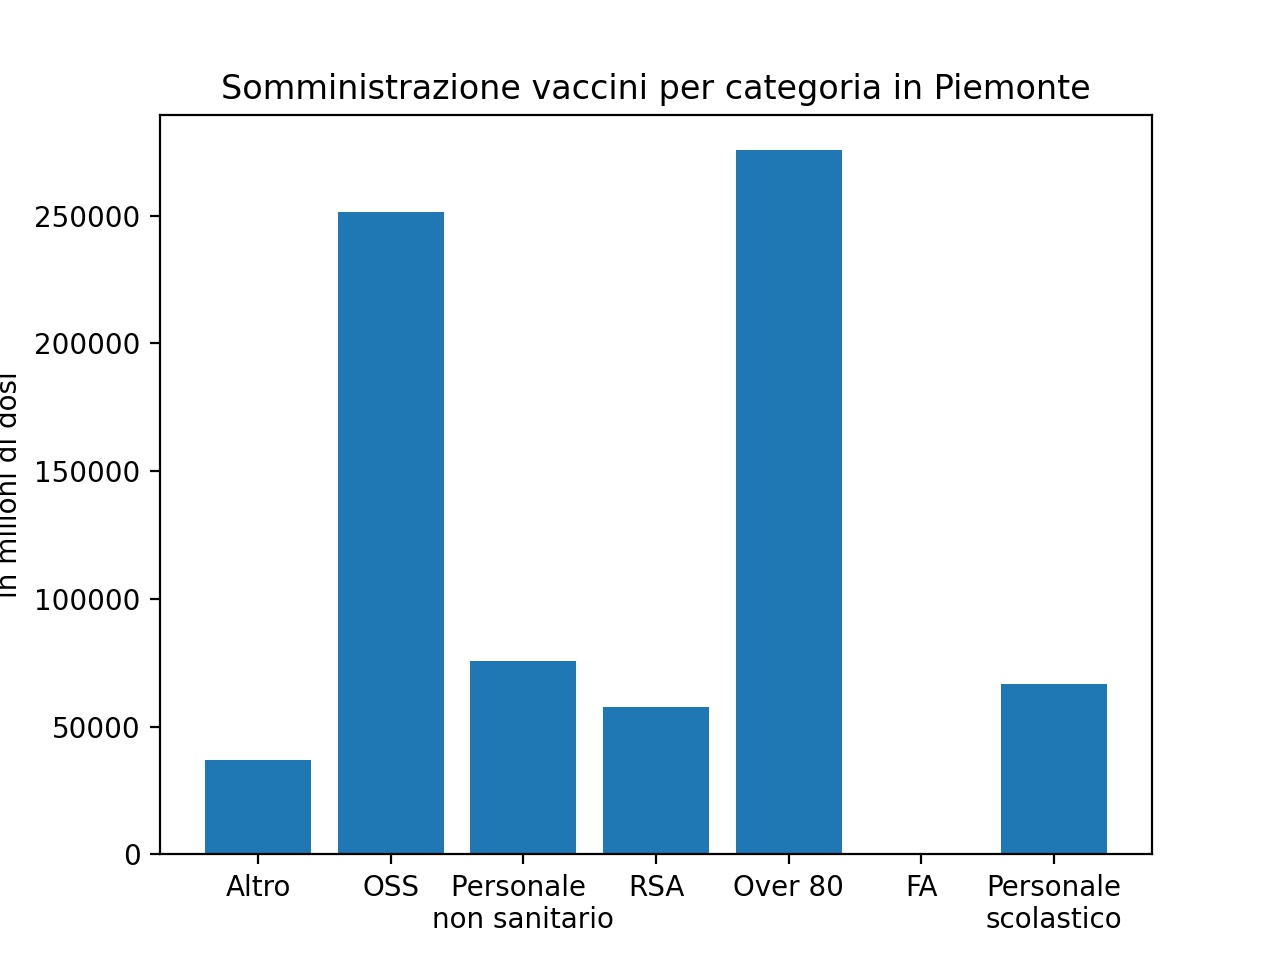 Somministrazione vaccini per categoria in Piemonte
in milioni di dosi
250000
200000
150000
100000
50000
0
Altro
OSS
Personale
non sanitario
RSA
Over 80
FA
Personale
scolastico